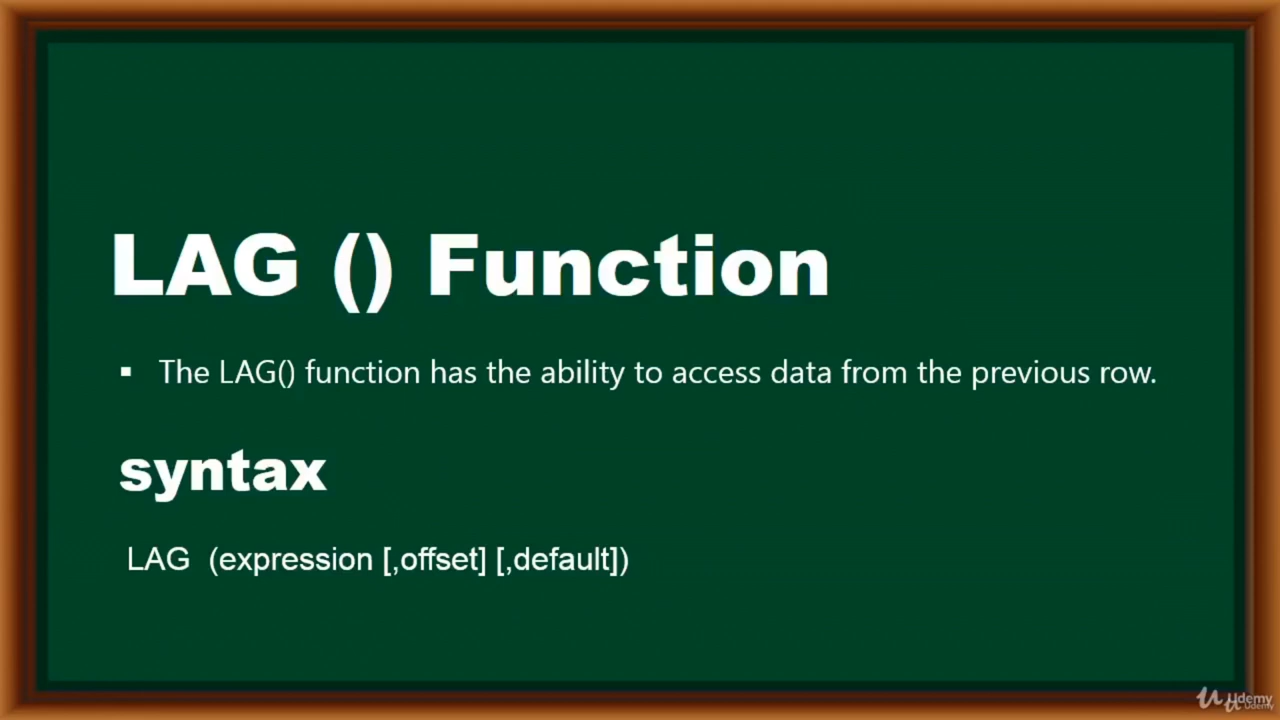 LAG () Function
▪ The LAG() function has the ability to access data from the previous row.
syntax
LAG (expression [,offset] [,default])
Udemy
Udemy